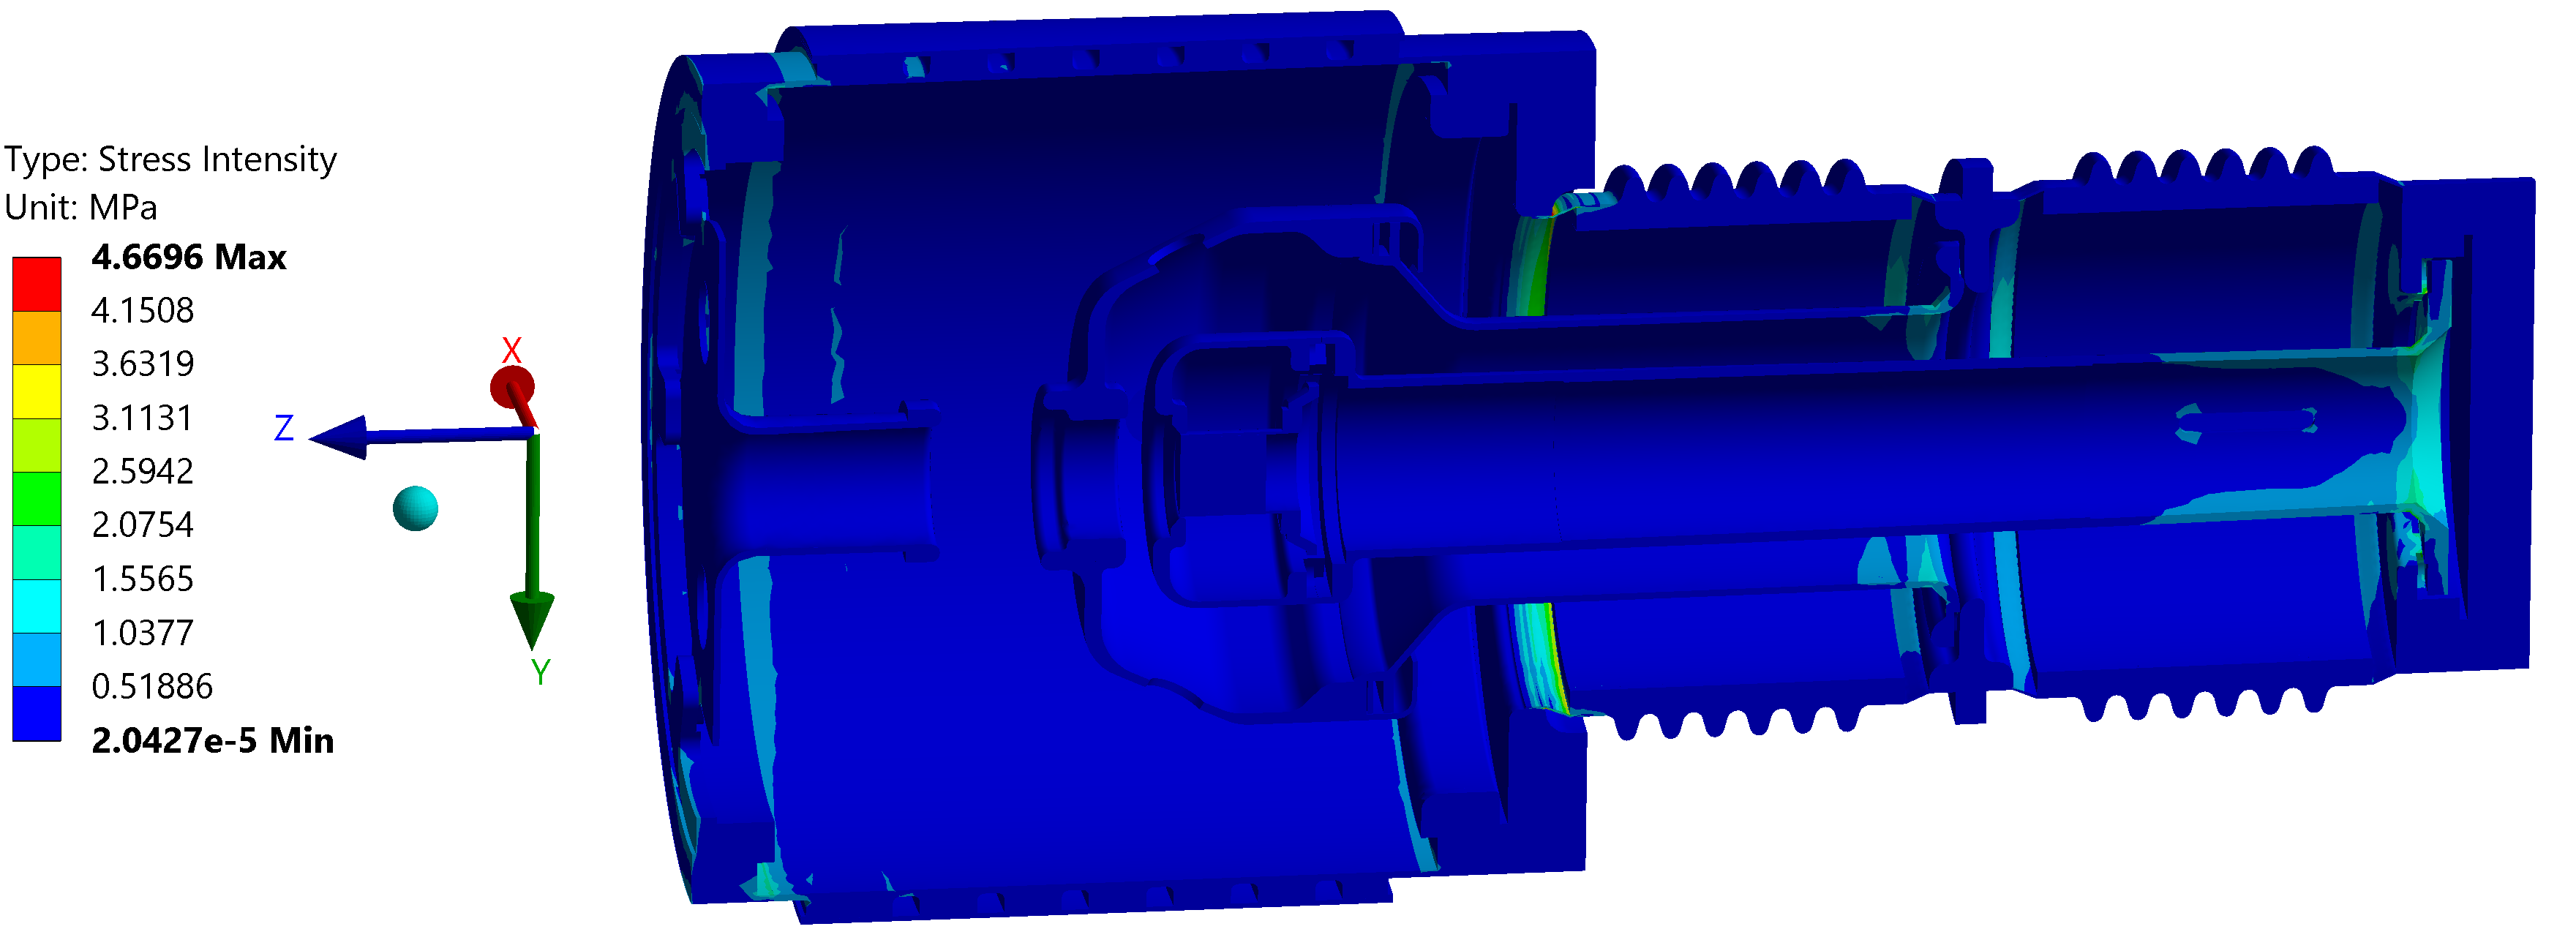 Type: Stress Intensity
Unit: MPa
4.6696 Max
4.1508
3.6319
3.1131
2.5942
2.0754
1.5565
1.0377
0.51886
2.0427e-5 Min
X
Z
Y